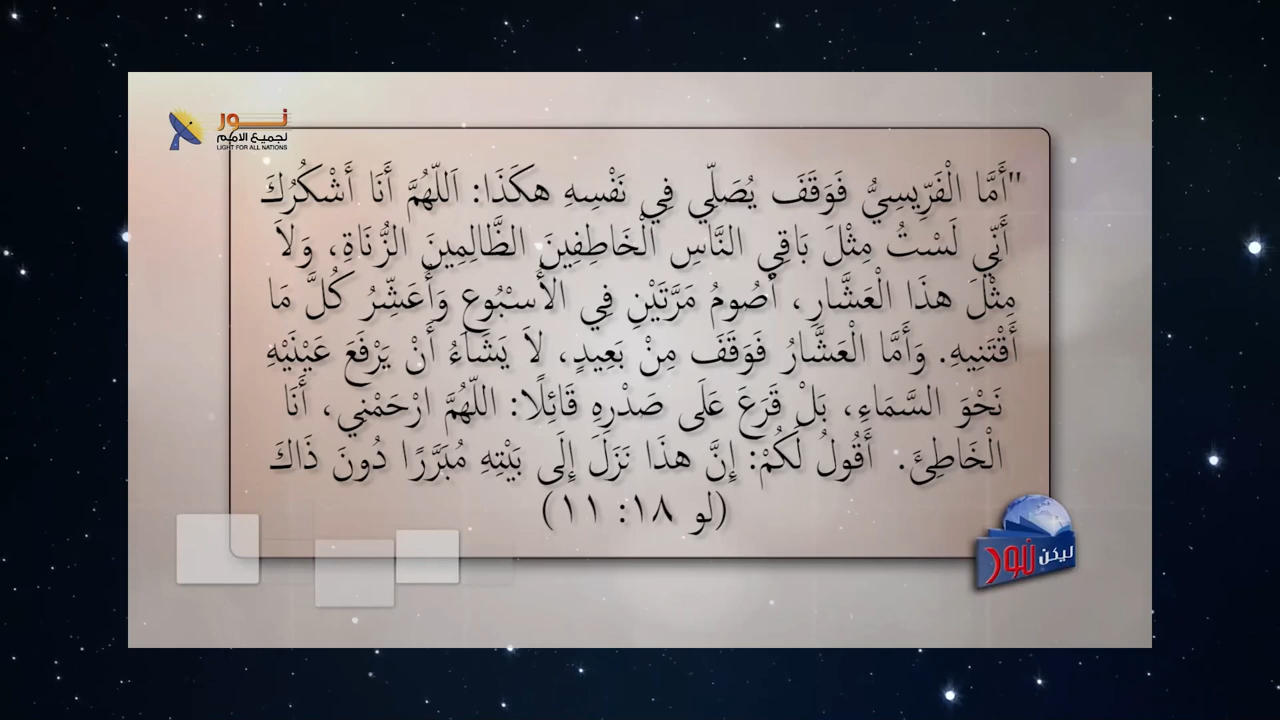 نور
لجميع الامم
LIGHT FOR ALL NATIONS
"أَمَّا الْفَرِّيسِيُّ فَوَقَفَ يُصَلِّي فِي نَفْسِهِ هكَذَا: اَللّهُمَّ أَنَا أَشْكُرُكَ
أَنِّي لَسْتُ مِثْلَ بَاقِي النَّاسِ الْخَاطِفِينَ الظَّالِمِينَ الزُّنَاةِ، وَلاَ
مِثْلَ هذَا الْعَشَّارِ، أَصُومُ مَرَّتَيْنِ فِي الأُسْبُوعِ وَأُعَشِّرُ كُلَّ مَا
أَقْتَنِيهِ. وَأَمَّا الْعَشَّارُ فَوَقَفَ مِنْ بَعِيدٍ، لاَ يَشَاءُ أَنْ يَرْفَعَ عَيْنَيْهِ
نَحْوَ السَّمَاءِ، بَلْ قَرَعَ عَلَى صَدْرِهِ قَائِلًا: اللّهُمَّ ارْحَمْنِي، أَنَا
الْخَاطِئَ. أَقُولُ لَكُمْ: إِنَّ هذَا نَزَلَ إِلَى بَيْتِهِ مُبَرَّرًا دُونَ ذَاكَ
(لو ١٨: ١١)
ليكن نور